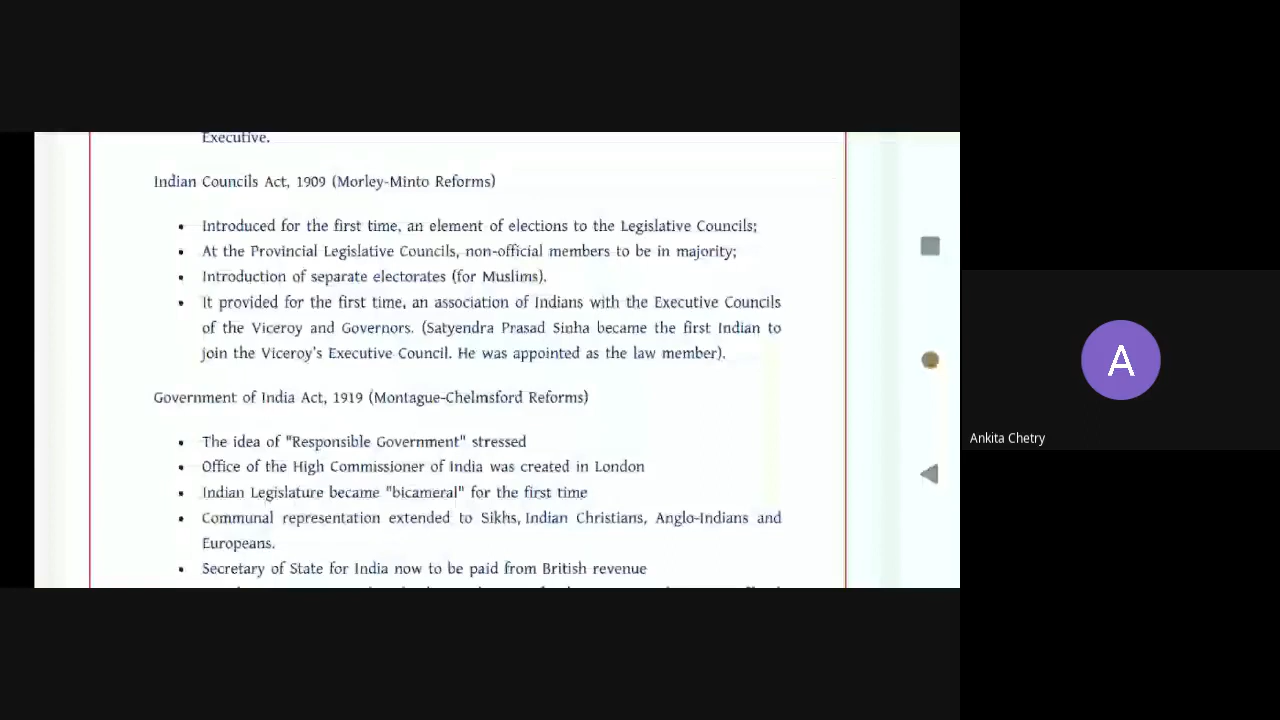 Executive.
Indian Councils Act, 1909 (Morley-Minto Reforms)
• Introduced for the first time, an element of elections to the Legislative Councils;
• At the Provincial Legislative Councils, non-official members to be in majority;
• Introduction of separate electorates (for Muslims).
• It provided for the first time, an association of Indians with the Executive Councils
of the Viceroy and Governors. (Satyendra Prasad Sinha became the first Indian to
join the Viceroy's Executive Council. He was appointed as the law member).
Government of India Act, 1919 (Montague-Chelmsford Reforms)
• The idea of "Responsible Government" stressed
• Office of the High Commissioner of India was created in London
• Indian Legislature became "bicameral" for the first time
• Communal representation extended to Sikhs, Indian Christians, Anglo-Indians and
Europeans.
• Secretary of State for India now to be paid from British revenue
A
Ankita Chetry